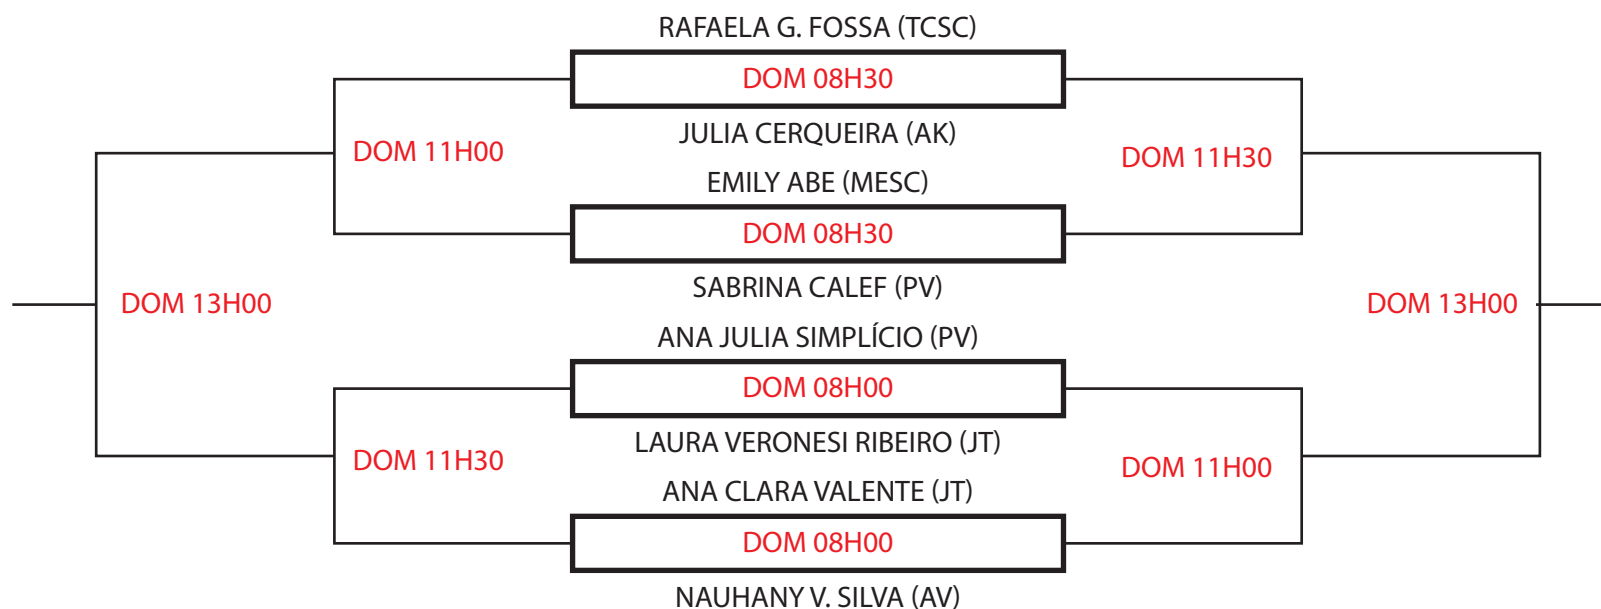 RAFAELA G. FOSSA (TCSC)
DOM 08H30
JULIA CERQUEIRA (AK)
DOM 11H00
DOM 11H30
EMILY ABE (MESC)
DOM 08H30
SABRINA CALEF (PV)
DOM 13H00
DOM 13H00
ANA JULIA SIMPLÍCIO (PV)
DOM 08H00
LAURA VERONESI RIBEIRO (JT)
DOM 11H30
DOM 11H00
ANA CLARA VALENTE (JT)
DOM 08H00
NAUHANY V. SILVA (AV)